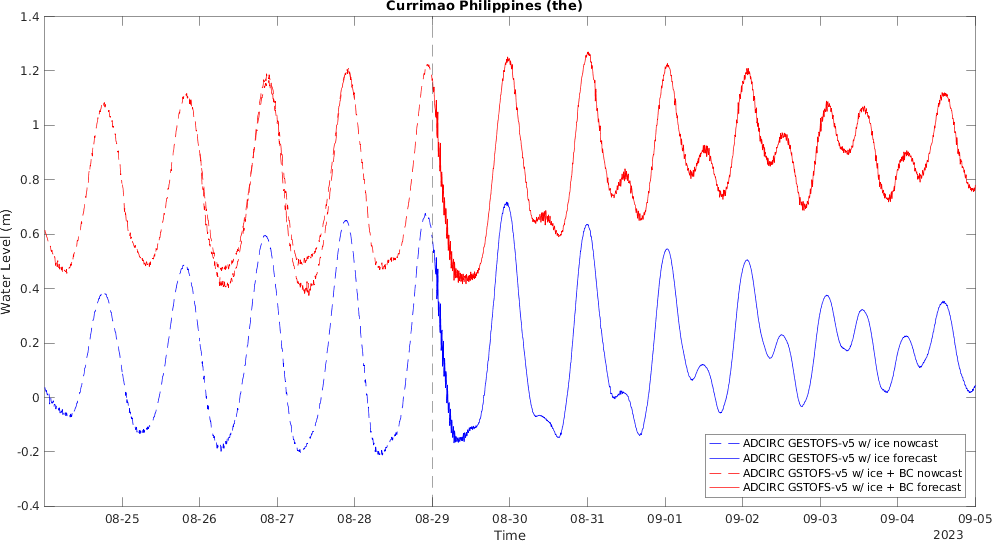 Currimao Philippines (the)
1.4
1.2
1
0.8
0.6
0.4
0.2
0
-0.2
-0.4
Water Level (m)
08-25 08-26 08-27 08-28 08-29 08-30 08-31 09-01 09-02 09-03 09-04 09-05
Time
2023
ADCIRC GESTOFS-v5 w/ ice nowcast
ADCIRC GESTOFS-v5 w/ ice forecast
ADCIRC GSTOFS-v5 w/ ice + BC nowcast
ADCIRC GSTOFS-v5 w/ ice + BC forecast